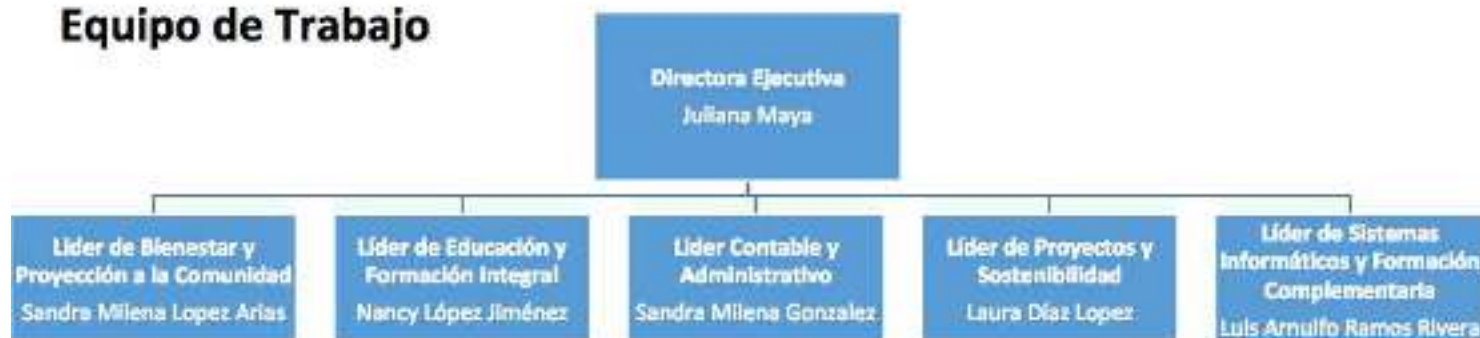 Equipo de Trabajo
Directora Ejecutiva
Juliana Maya
Lider de Bienestar y
Proyección a la Comunidad
Sandra Milena Lopez Arias
Líder de Educación y
Formación Integral
Nancy López Jiménez
Lider Contable y
Administrativo
Sandra Milena Gonzalez
Líder de Proyectos y
Sostenibilidad
Laura Díaz Lopez
Líder de Sistemas
Informáticos y Formación
Complementaria
Luis Arnulfo Ramos Rivera